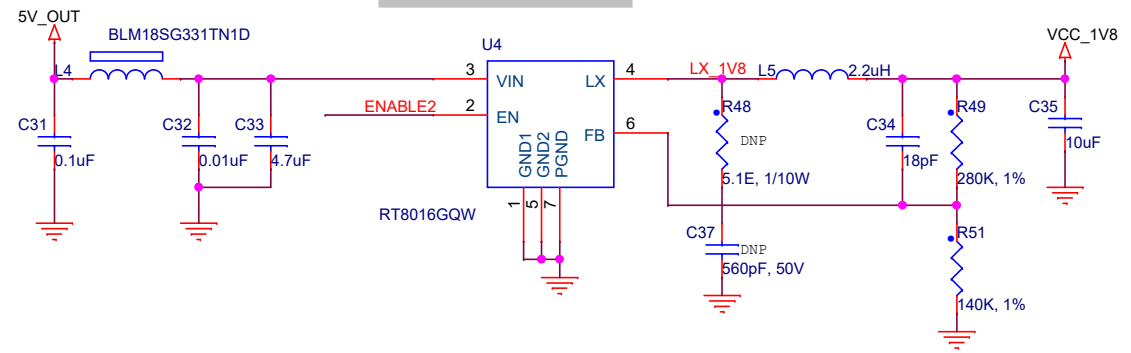 5V_OUT
BLM18SG331TN1D
L4
U4
VCC_1V8
3
VIN
LX
4
LX_1V8
L5
2.2uH
ENABLE2
2
EN
FB
6
GND1
GND2
PGND
1
5
7
RT8016GQW
C31
0.1uF
C32
0.01uF
C33
4.7uF
R48
DNP
5.1E, 1/10W
C37
DNP
560pF, 50V
C34
18pF
R49
280K, 1%
C35
10uF
R51
140K, 1%